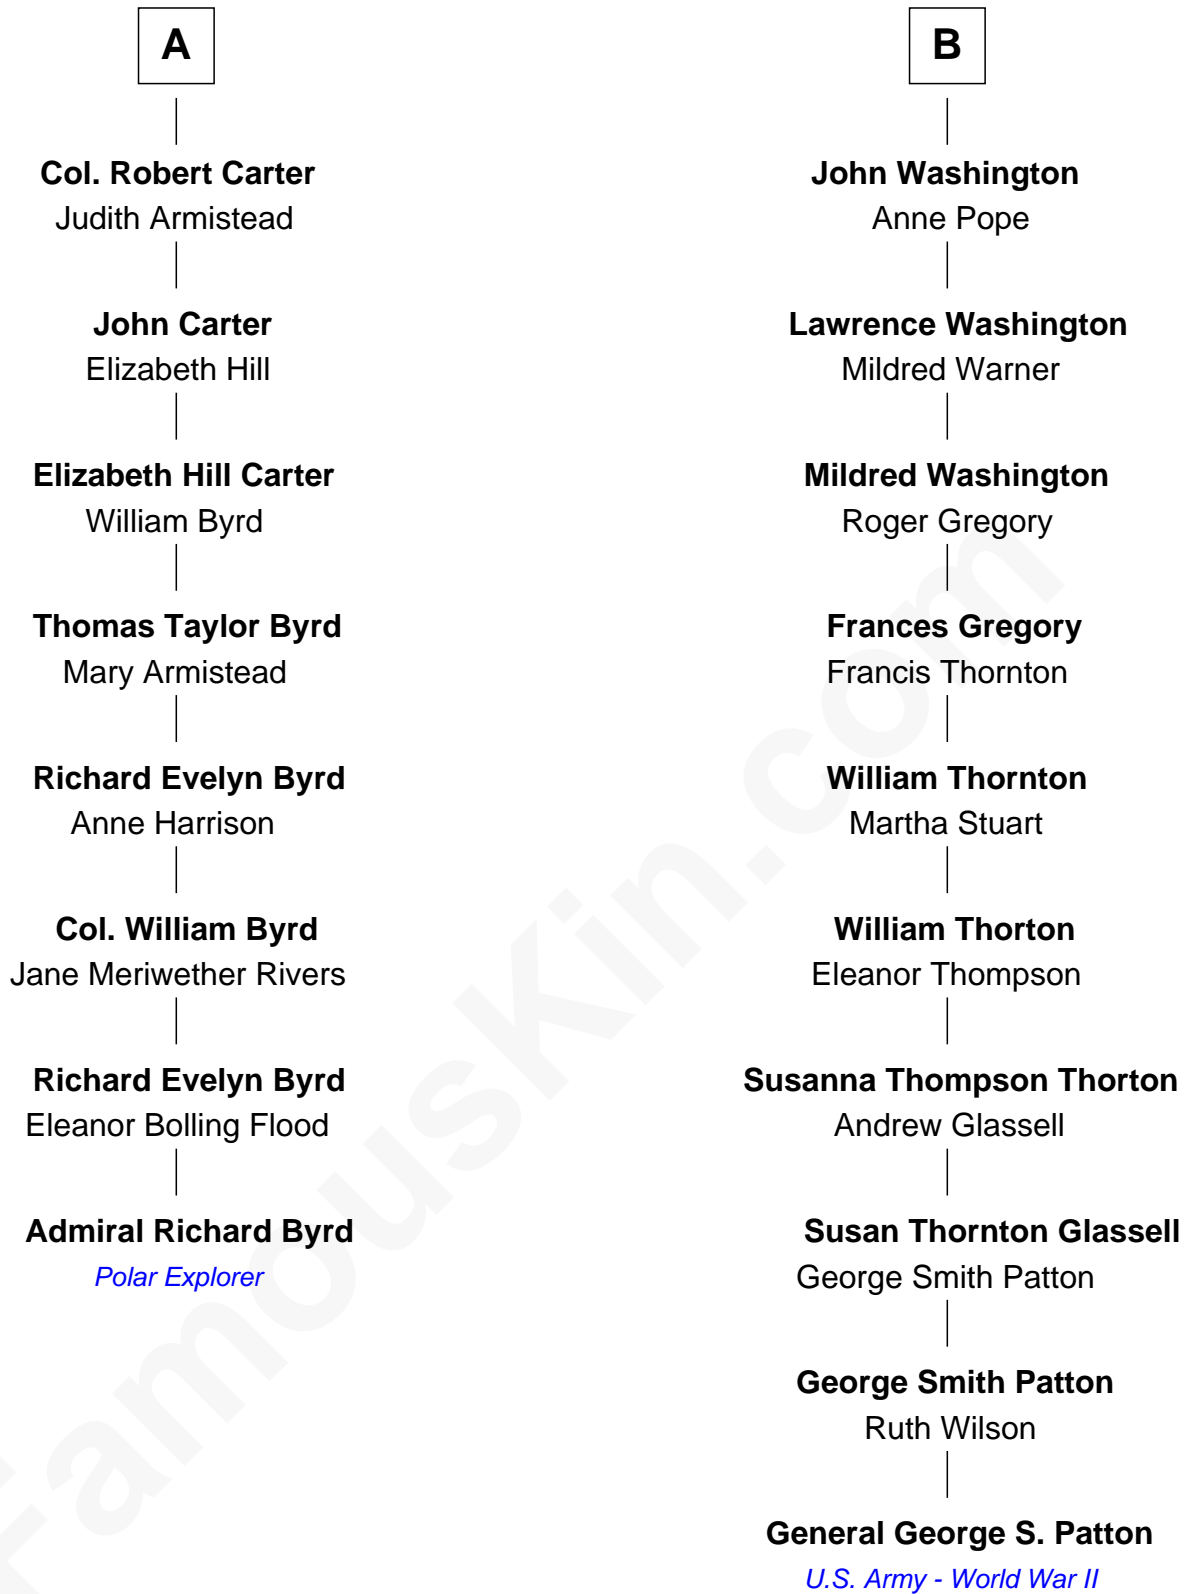 A
Col. Robert Carter
Judith Armistead
John Carter
Elizabeth Hill
Elizabeth Hill Carter
William Byrd
Thomas Taylor Byrd
Mary Armistead
Richard Evelyn Byrd
Anne Harrison
Col. William Byrd
Jane Meriwether Rivers
Richard Evelyn Byrd
Eleanor Bolling Flood
Admiral Richard Byrd
Polar Explorer
B
John Washington
Anne Pope
Lawrence Washington
Mildred Warner
Mildred Washington
Roger Gregory
Frances Gregory
Francis Thornton
William Thornton
Martha Stuart
William Thorton
Eleanor Thompson
Susanna Thompson Thorton
Andrew Glassell
Susan Thornton Glassell
George Smith Patton
George Smith Patton
Ruth Wilson
General George S. Patton
U.S. Army - World War II
FamousKin.com